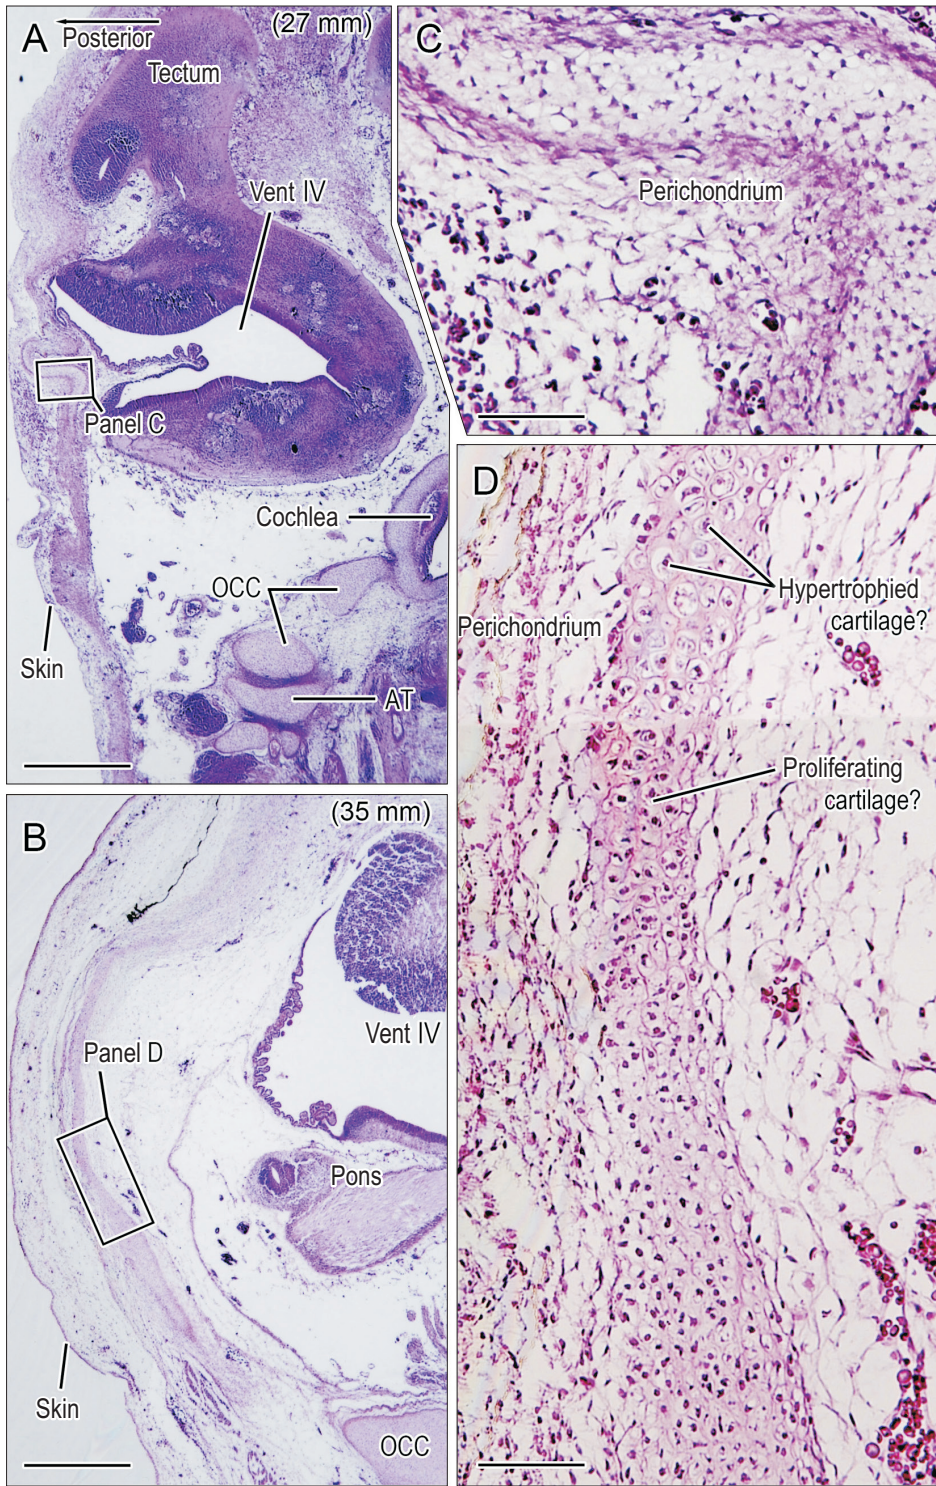 A
(27 mm)
Posterior
Tectum
Vent IV
Panel C
Cochlea
OCC
Skin
AT
B
(35 mm)
Vent IV
Panel D
Pons
Skin
OCC
C
Perichondrium
D
Hypertrophied
cartilage?
Perichondrium
Proliferating
cartilage?